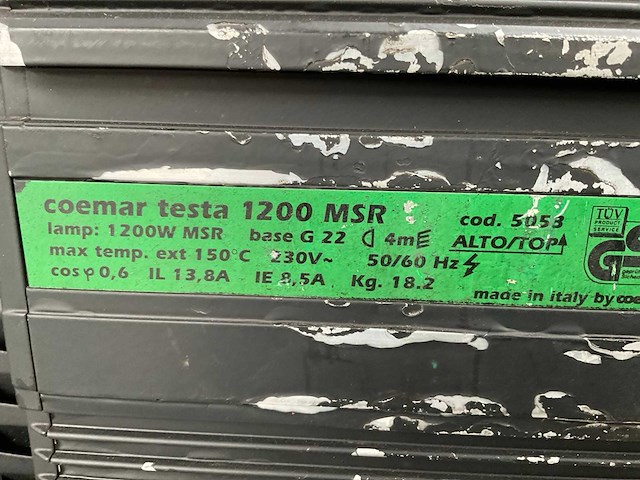 coemar testa 1200 MSR cod. 5053
lamp: 1200W MSR base G 22 4m ALTO/TOP
max temp. ext 150°C 230V~ 50/60 Hz
cos φ 0,6 IL 13,8A IE 8,5A Kg. 18.2
made in italy by
TÜV
PRODUCT
SERVICE
GS